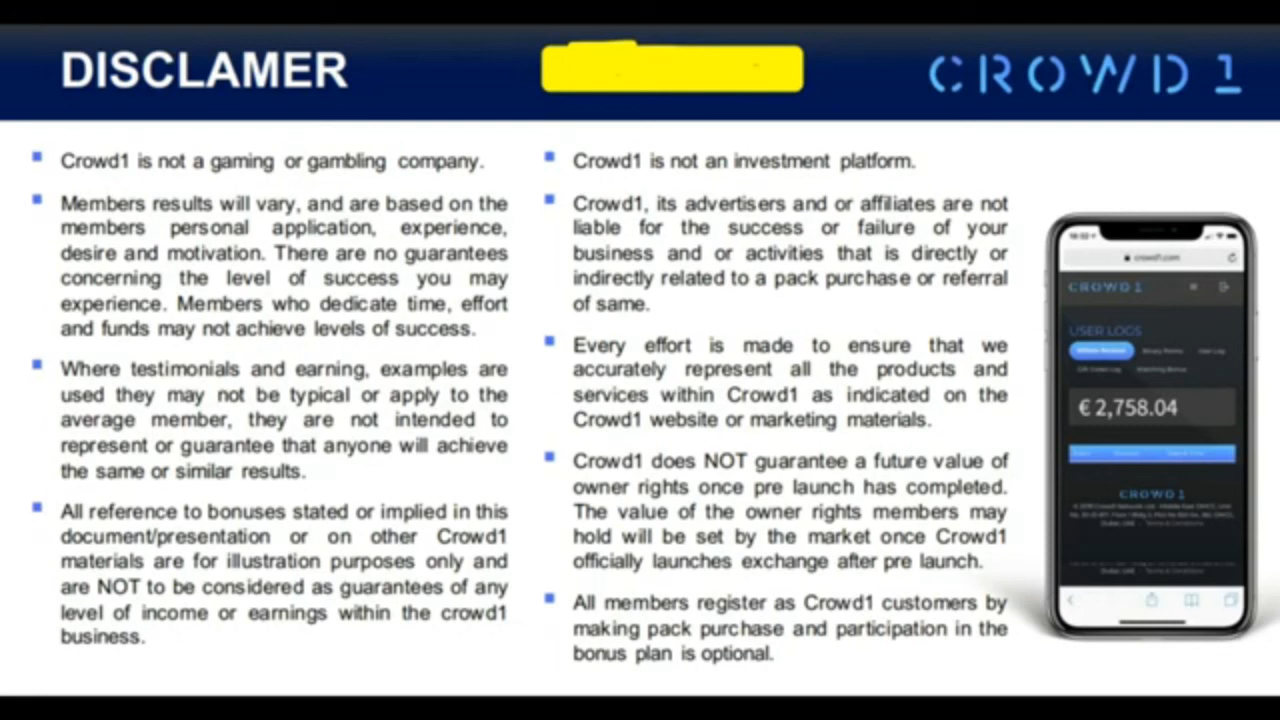 DISCLAMER
CROWD1
Crowd1 is not a gaming or gambling company.
Members results will vary, and are based on the
members personal application, experience,
desire and motivation. There are no guarantees
concerning the level of success you may
experience. Members who dedicate time, effort
and funds may not achieve levels of success.
Where testimonials and earning, examples are
used they may not be typical or apply to the
average member, they are not intended to
represent or guarantee that anyone will achieve
the same or similar results.
All reference to bonuses stated or implied in this
document/presentation or on other Crowd1
materials are for illustration purposes only and
are NOT to be considered as guarantees of any
level of income or earnings within the crowd1
business.
Crowd1 is not an investment platform.
Crowd1, its advertisers and or affiliates are not
liable for the success or failure of your
business and or activities that is directly or
indirectly related to a pack purchase or referral
of same.
Every effort is made to ensure that we
accurately represent all the products and
services within Crowd1 as indicated on the
Crowd1 website or marketing materials.
Crowd1 does NOT guarantee a future value of
owner rights once pre launch has completed.
The value of the owner rights members may
hold will be set by the market once Crowd1
officially launches exchange after pre launch.
All members register as Crowd1 customers by
making pack purchase and participation in the
bonus plan is optional.
crowd1.com
CROWD1
USER LOGS
€ 2,758.04
CROWD1